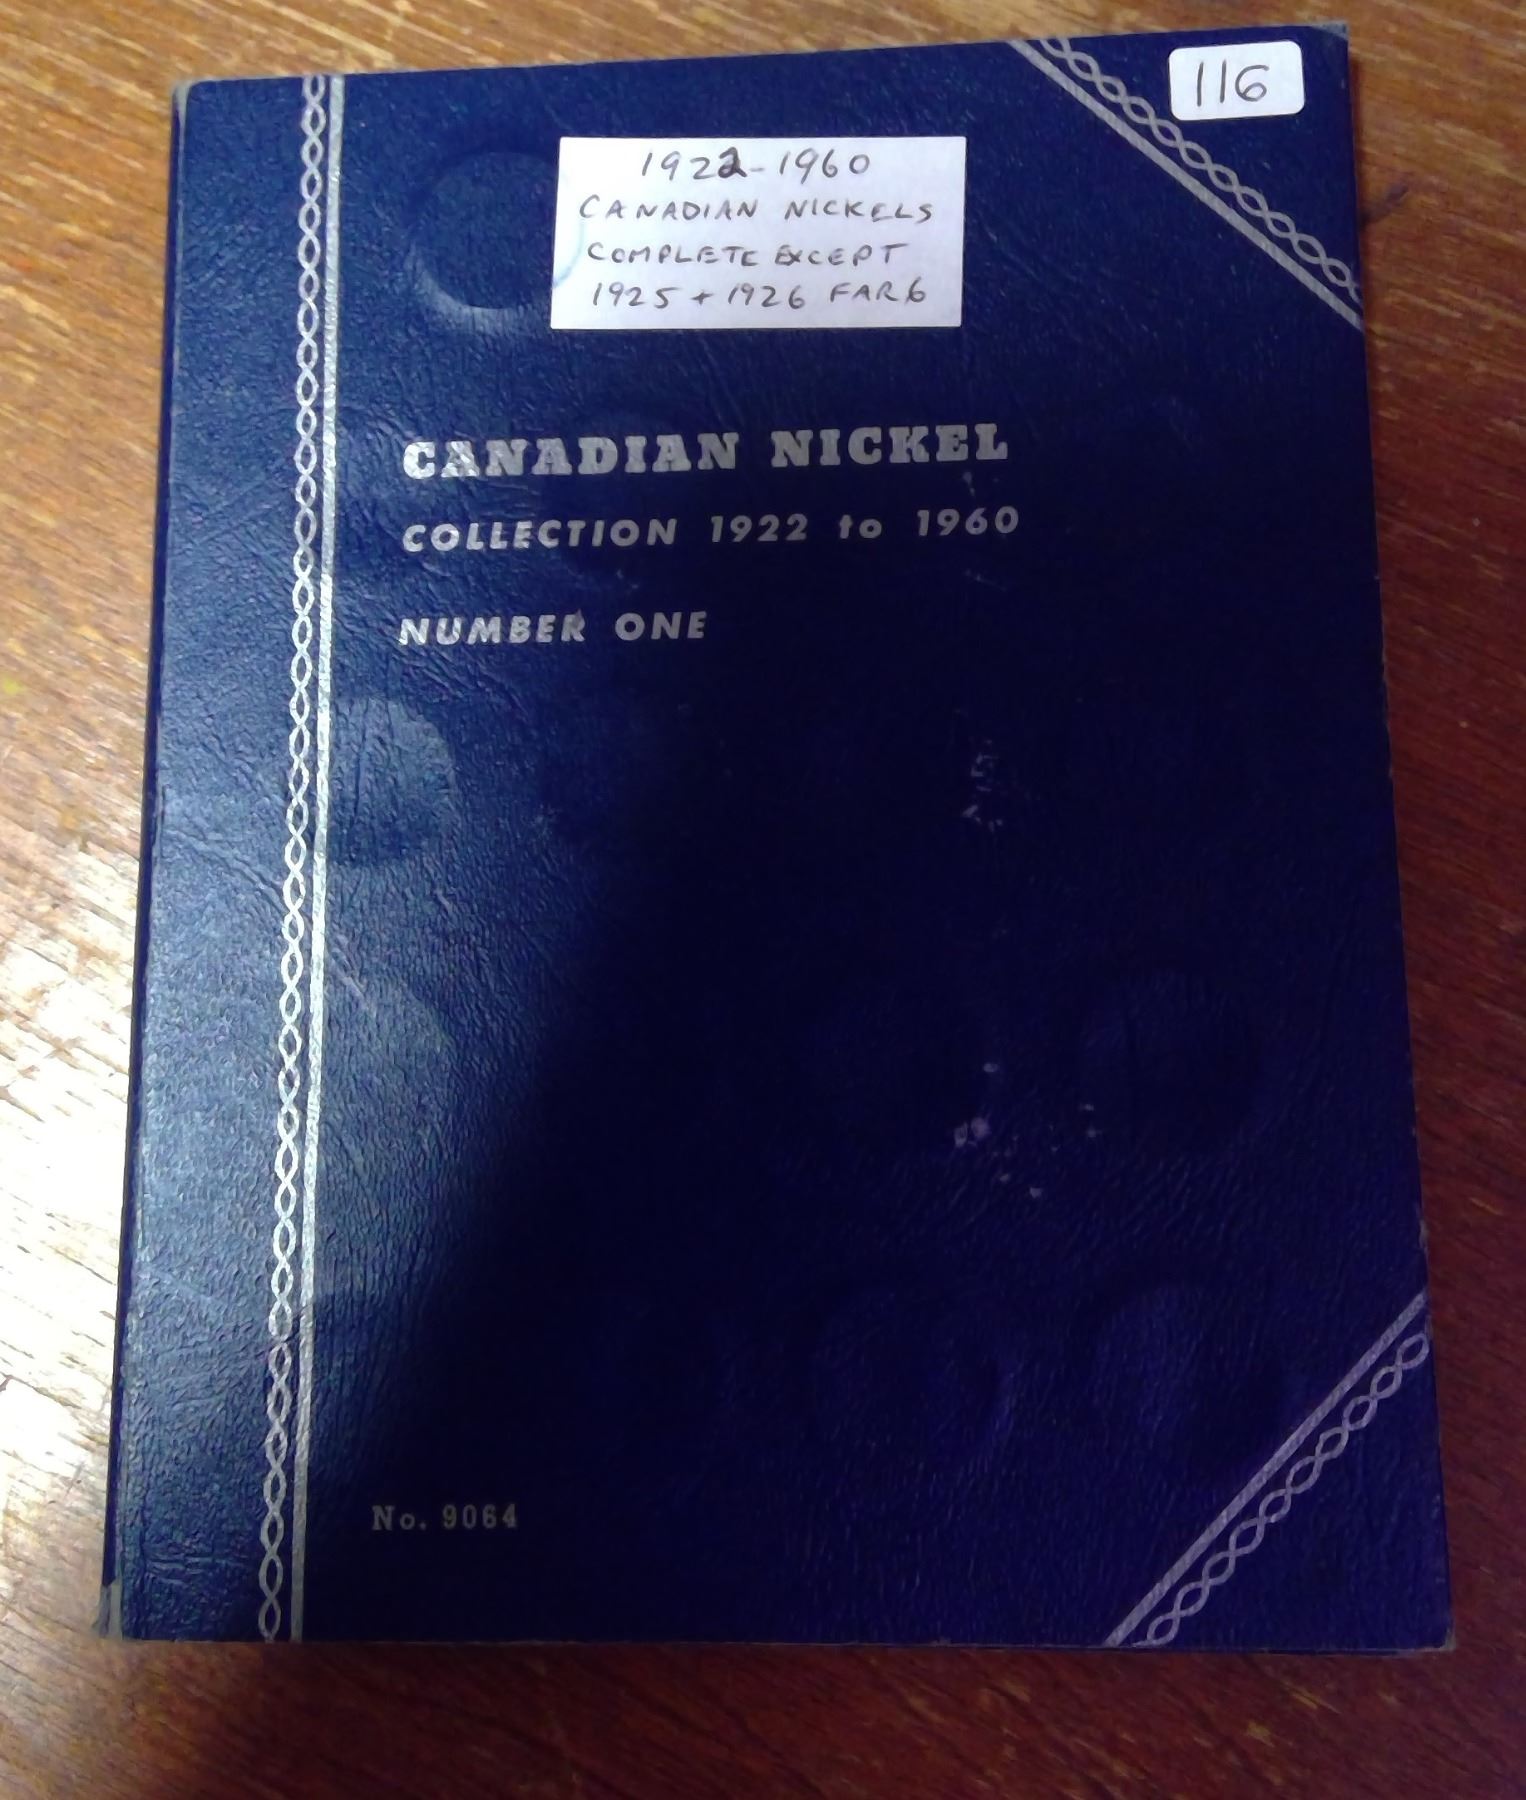 116
1922-1960
CANADIAN NICKELS
COMPLETE EXCEPT
1925 + 1926 FAR 6
CANADIAN NICKEL
COLLECTION 1922 to 1960
NUMBER ONE
No. 9064